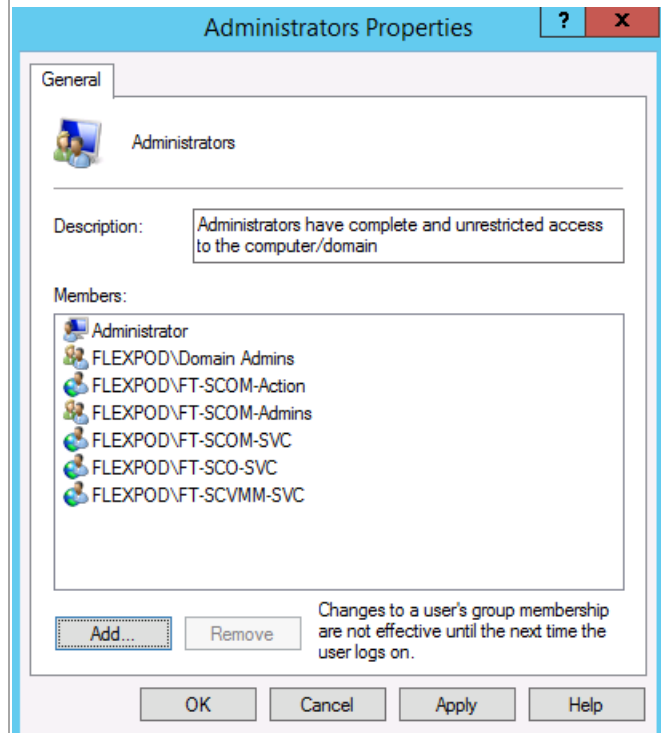 Administrators Properties
?
x
General
Administrators
Description:
Administrators have complete and unrestricted access
to the computer/domain
Members:
Administrator
FLEXPOD\Domain Admins
FLEXPOD\FT-SCOM-Action
FLEXPOD\FT-SCOM-Admins
FLEXPOD\FT-SCOM-SVC
FLEXPOD\FT-SCO-SVC
FLEXPOD\FT-SCVMM-SVC
Add...
Remove
Changes to a user's group membership
are not effective until the next time the
user logs on.
OK
Cancel
Apply
Help